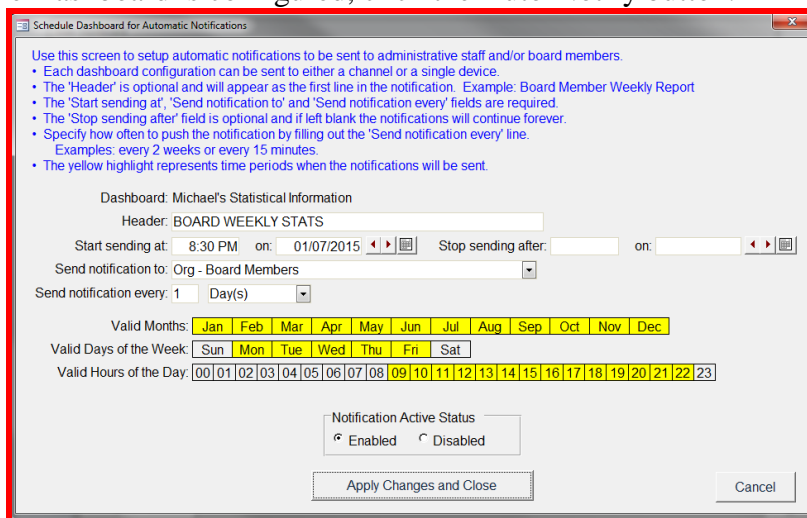 Schedule Dashboard for Automatic Notifications
Use this screen to setup automatic notifications to be sent to administrative staff and/or board members.
• Each dashboard configuration can be sent to either a channel or a single device.
• The 'Header' is optional and will appear as the first line in the notification. Example: Board Member Weekly Report
• The 'Start sending at', 'Send notification to' and 'Send notification every' fields are required.
• The 'Stop sending after' field is optional and if left blank the notifications will continue forever.
• Specify how often to push the notification by filling out the 'Send notification every' line.
Examples: every 2 weeks or every 15 minutes.
• The yellow highlight represents time periods when the notifications will be sent.
Dashboard: Michael's Statistical Information
Header: BOARD WEEKLY STATS
Start sending at: 8:30 PM on: 01/07/2015 Stop sending after: on:
Send notification to: Org - Board Members
Send notification every: 1 Day(s)
Valid Months: Jan Feb Mar Apr May Jun Jul Aug Sep Oct Nov Dec
Valid Days of the Week: Sun Mon Tue Wed Thu Fri Sat
Valid Hours of the Day: 00 01 02 03 04 05 06 07 08 09 10 11 12 13 14 15 16 17 18 19 20 21 22 23
Notification Active Status
Enabled Disabled
Apply Changes and Close Cancel